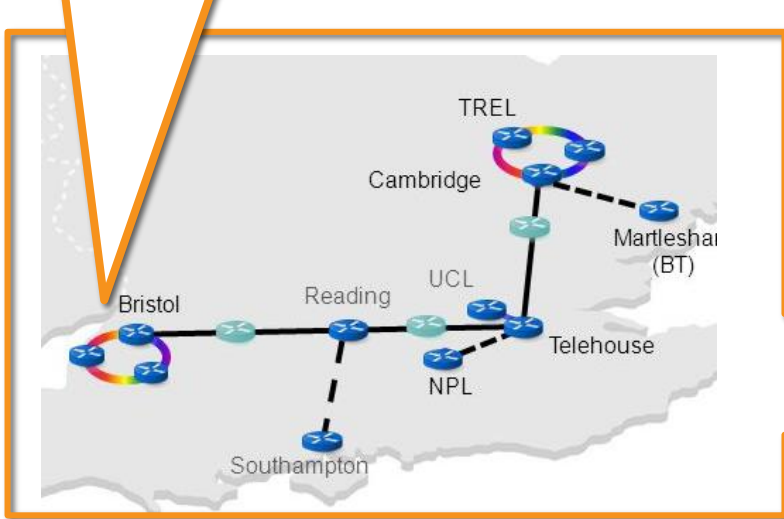 TREL
Cambridge
Martleshar
(BT)
UCL
Reading
Bristol
Telehouse
NPL
Southampton